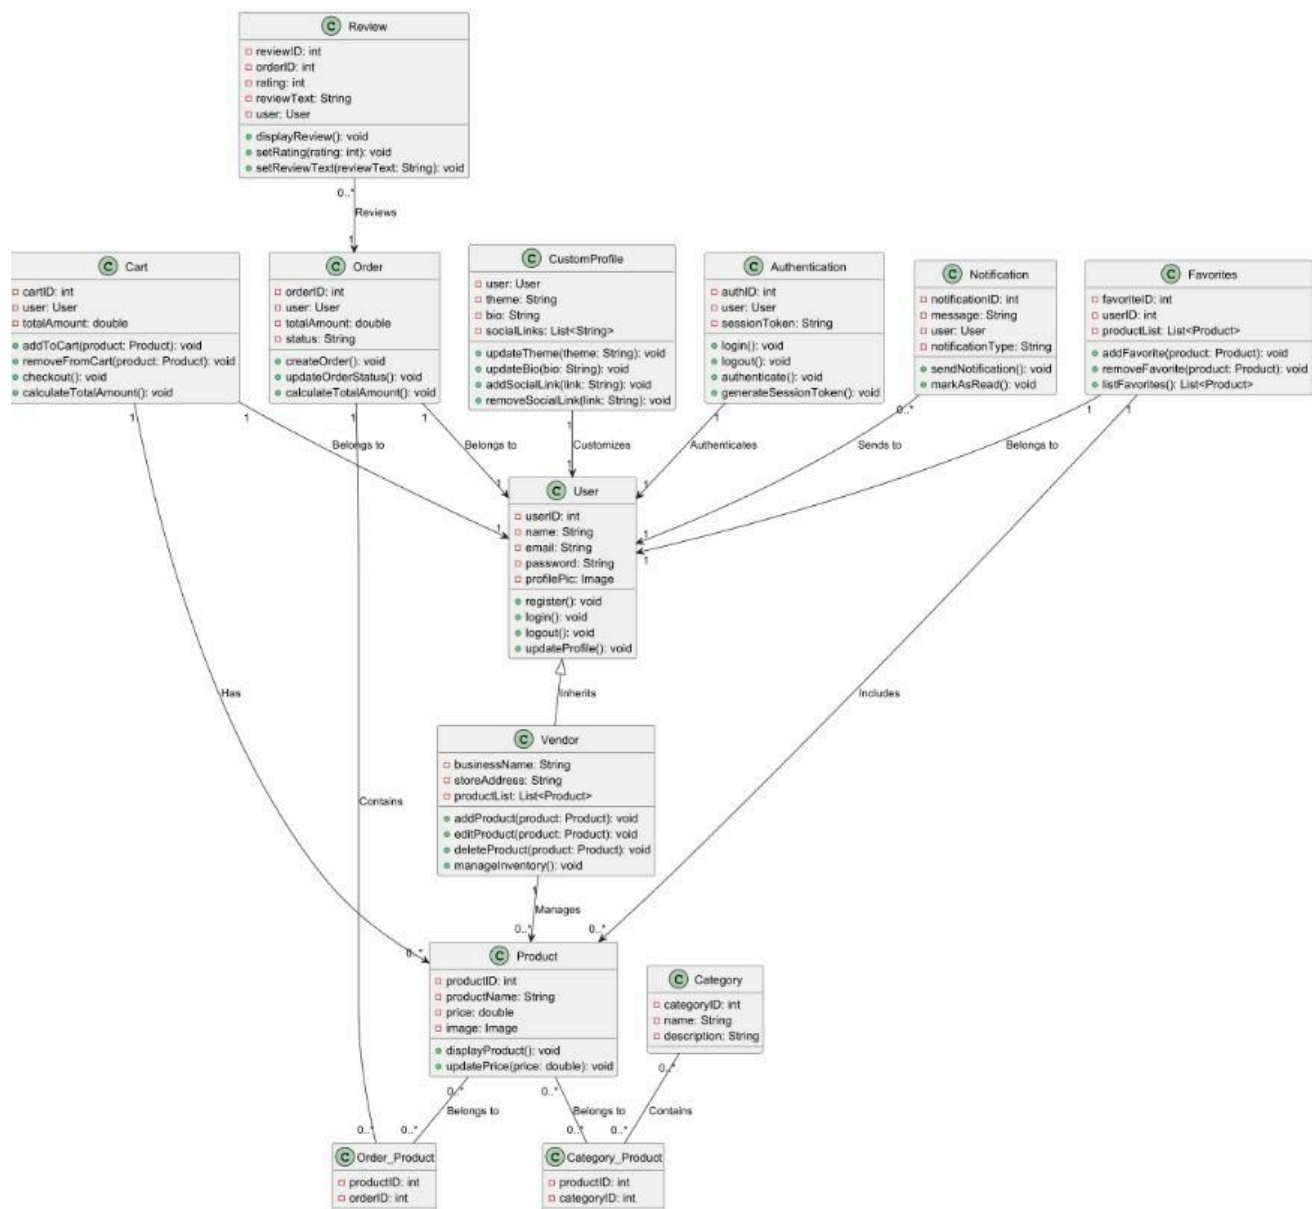 C Review
reviewID: int
orderID: int
rating: int
reviewText: String
user: User
displayReview(): void
setRating(rating: int): void
setReviewText(reviewText: String): void
0..*
Reviews
1
C Cart
cartID: int
user: User
totalAmount: double
addToCart(product: Product): void
removeFromCart(product: Product): void
checkout(): void
calculateTotalAmount(): void
C Order
orderID: int
user: User
totalAmount: double
status: String
createOrder(): void
updateOrderStatus(): void
calculateTotalAmount(): void
C CustomProfile
user: User
theme: String
bio: String
socialLinks: List<String>
updateTheme(theme: String): void
updateBio(bio: String): void
addSocialLink(link: String): void
removeSocialLink(link: String): void
C Authentication
authID: int
user: User
sessionToken: String
login(): void
logout(): void
authenticate(): void
generateSessionToken(): void
C Notification
notificationID: int
message: String
user: User
notificationType: String
sendNotification(): void
markAsRead(): void
C Favorites
favoriteID: int
userID: int
productList: List<Product>
addFavorite(product: Product): void
removeFavorite(product: Product): void
listFavorites(): List<Product>
1 1 1 1 1 1 0..* 1 1
Belongs to Belongs to Customizes Authenticates Sends to Belongs to
1 1 1 1 1 1
C User
userID: int
name: String
email: String
password: String
profilePic: Image
register(): void
login(): void
logout(): void
updateProfile(): void
Has
Inherits
Includes
C Vendor
businessName: String
storeAddress: String
productList: List<Product>
addProduct(product: Product): void
editProduct(product: Product): void
deleteProduct(product: Product): void
manageInventory(): void
Contains
1
Manages
0..* 0..* 0..*
C Product
productID: int
productName: String
price: double
image: Image
displayProduct(): void
updatePrice(price: double): void
C Category
categoryID: int
name: String
description: String
0..* 0..* 0..*
Belongs to Belongs to Contains
0..* 0..* 0..* 0..*
C Order_Product
productID: int
orderID: int
C Category_Product
productID: int
categoryID: int